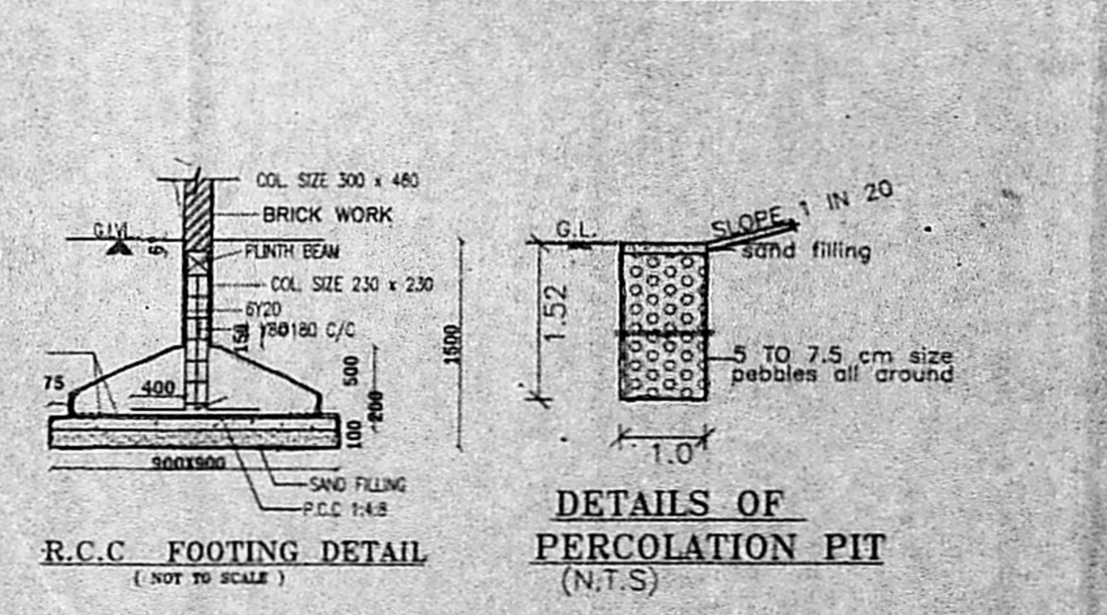 COL. SIZE 300 x 480
BRICK WORK
PLINTH BEAM
COL. SIZE 230 x 230
6Y20
150
Y8@180 C/C
1500
500
200
100
75
400
900X900
SAND FILLING
P.C.C 1:4:8
R.C.C FOOTING DETAIL
( NOT TO SCALE )
G.L.
SLOPE 1 IN 20
sand filling
1.52
5 TO 7.5 cm size
pebbles all around
1.0
DETAILS OF
PERCOLATION PIT
(N.T.S)